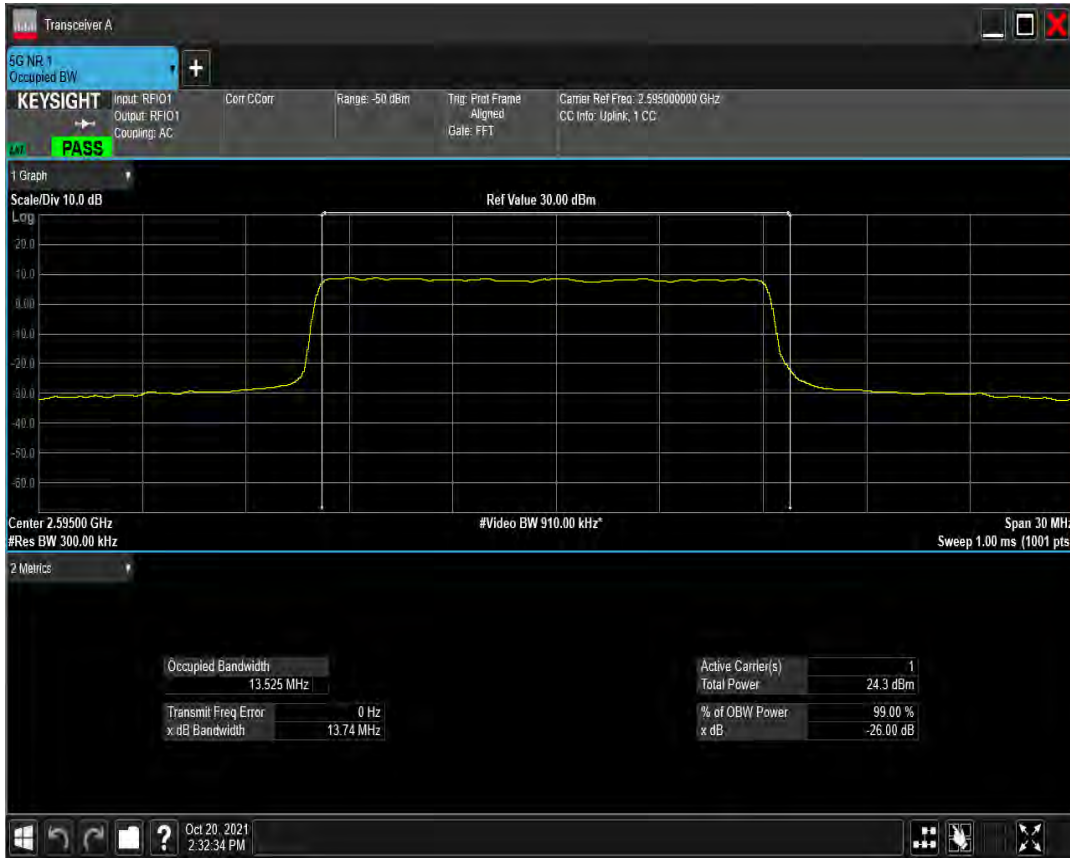 Transceiver A
5G NR 1
Occupied BW
+
KEYSIGHT
Input: RFIO1
Output: RFIO1
Coupling: AC
Corr CCorr
Range: -50 dBm
Trig: Prot Frame
Aligned
Gate: FFT
Carrier Ref Freq: 2.595000000 GHz
CC Info: Uplink, 1 CC
PASS
1 Graph
Scale/Div 10.0 dB
Ref Value 30.00 dBm
Log
20.0
10.0
0.00
-10.0
-20.0
-30.0
-40.0
-50.0
-60.0
Center 2.59500 GHz
#Video BW 910.00 kHz*
Span 30 MHz
#Res BW 300.00 kHz
Sweep 1.00 ms (1001 pts
2 Metrics
Occupied Bandwidth
13.525 MHz
Transmit Freq Error 0 Hz
x dB Bandwidth 13.74 MHz
Active Carrier(s) 1
Total Power 24.3 dBm
% of OBW Power 99.00 %
x dB -26.00 dB
?
Oct 20, 2021
2:32:34 PM